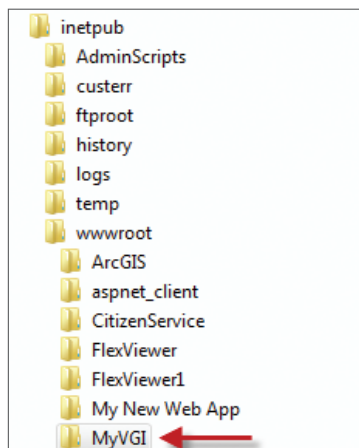 inetpub
AdminScripts
custerr
ftproot
history
logs
temp
wwwroot
ArcGIS
aspnet_client
CitizenService
FlexViewer
FlexViewer1
My New Web App
MyVGI